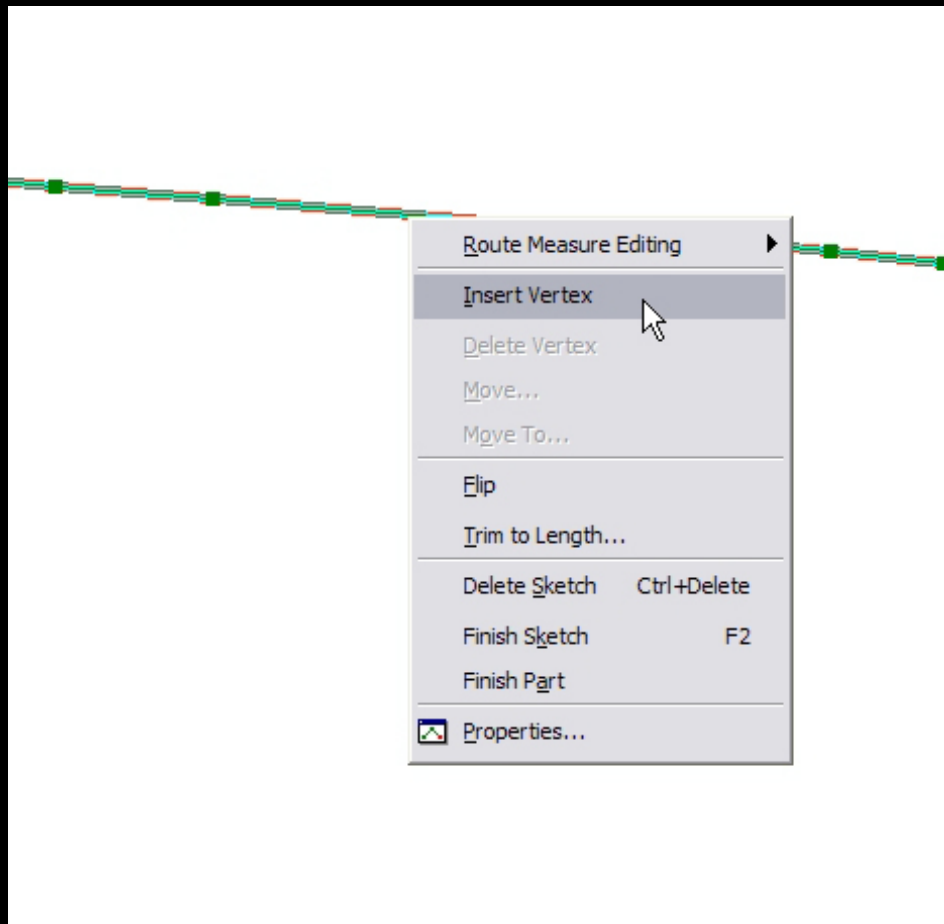 Route Measure Editing
Insert Vertex
Delete Vertex
Move...
Move To...
Flip
Trim to Length...
Delete Sketch Ctrl+Delete
Finish Sketch F2
Finish Part
Properties...